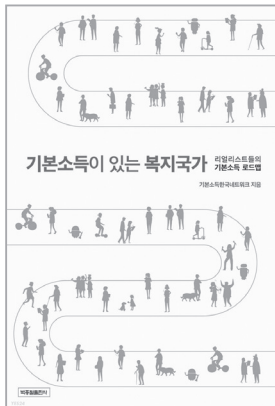 기본소득이 있는 복지국가
리얼리스트들의
기본소득 로드맵
기본소득한국네트워크 지음
박종철출판사